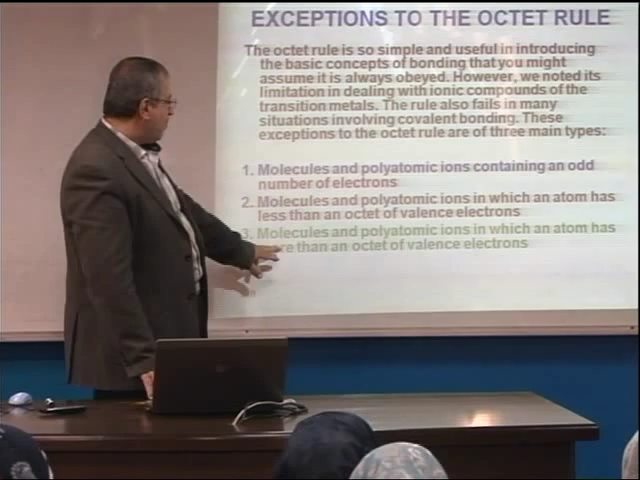 EXCEPTIONS TO THE OCTET RULE
The octet rule is so simple and useful in introducing
the basic concepts of bonding that you might
assume it is always obeyed. However, we noted its
limitation in dealing with ionic compounds of the
transition metals. The rule also fails in many
situations involving covalent bonding. These
exceptions to the octet rule are of three main types:
1. Molecules and polyatomic ions containing an odd
number of electrons
2. Molecules and polyatomic ions in which an atom has
less than an octet of valence electrons
3. Molecules and polyatomic ions in which an atom has
than an octet of valence electrons